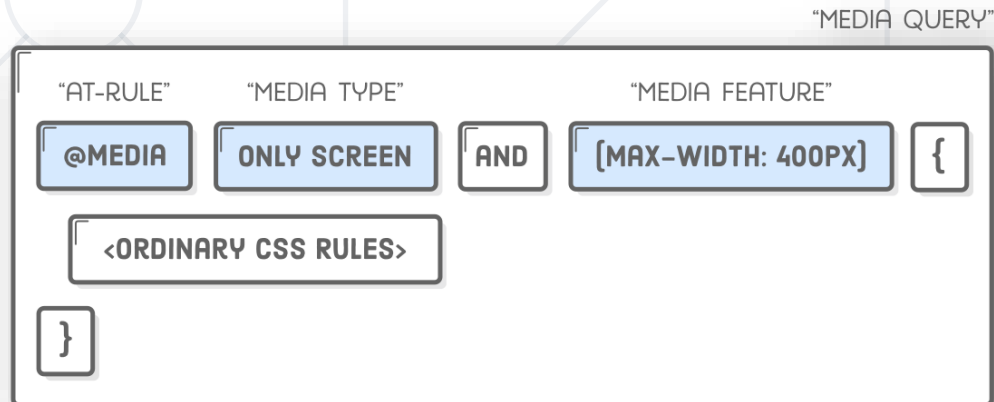 “MEDIA QUERY”
“AT-RULE” “MEDIA TYPE” “MEDIA FEATURE”
@MEDIA ONLY SCREEN AND (MAX-WIDTH: 400PX) {
<ORDINARY CSS RULES>
}